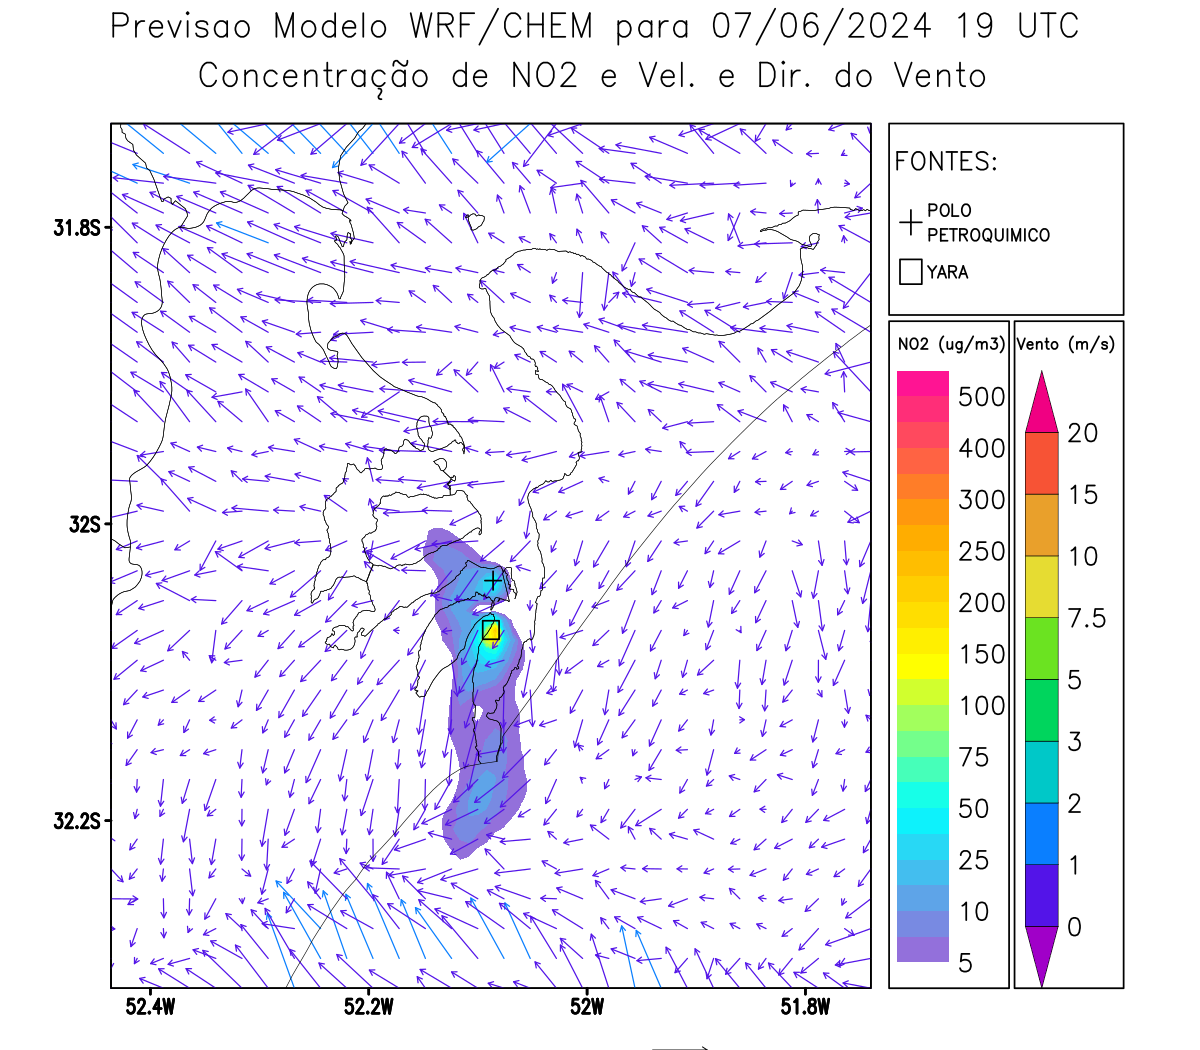 Previsao Modelo WRF/CHEM para 07/06/2024 19 UTC
Concentração de NO2 e Vel. e Dir. do Vento
FONTES:
POLO
PETROQUIMICO
YARA
NO2 (ug/m3)
500
400
300
250
200
150
100
75
50
25
10
5
Vento (m/s)
20
15
10
7.5
5
3
2
1
0
31.8S
32S
32.2S
52.4W
52.2W
52W
51.8W